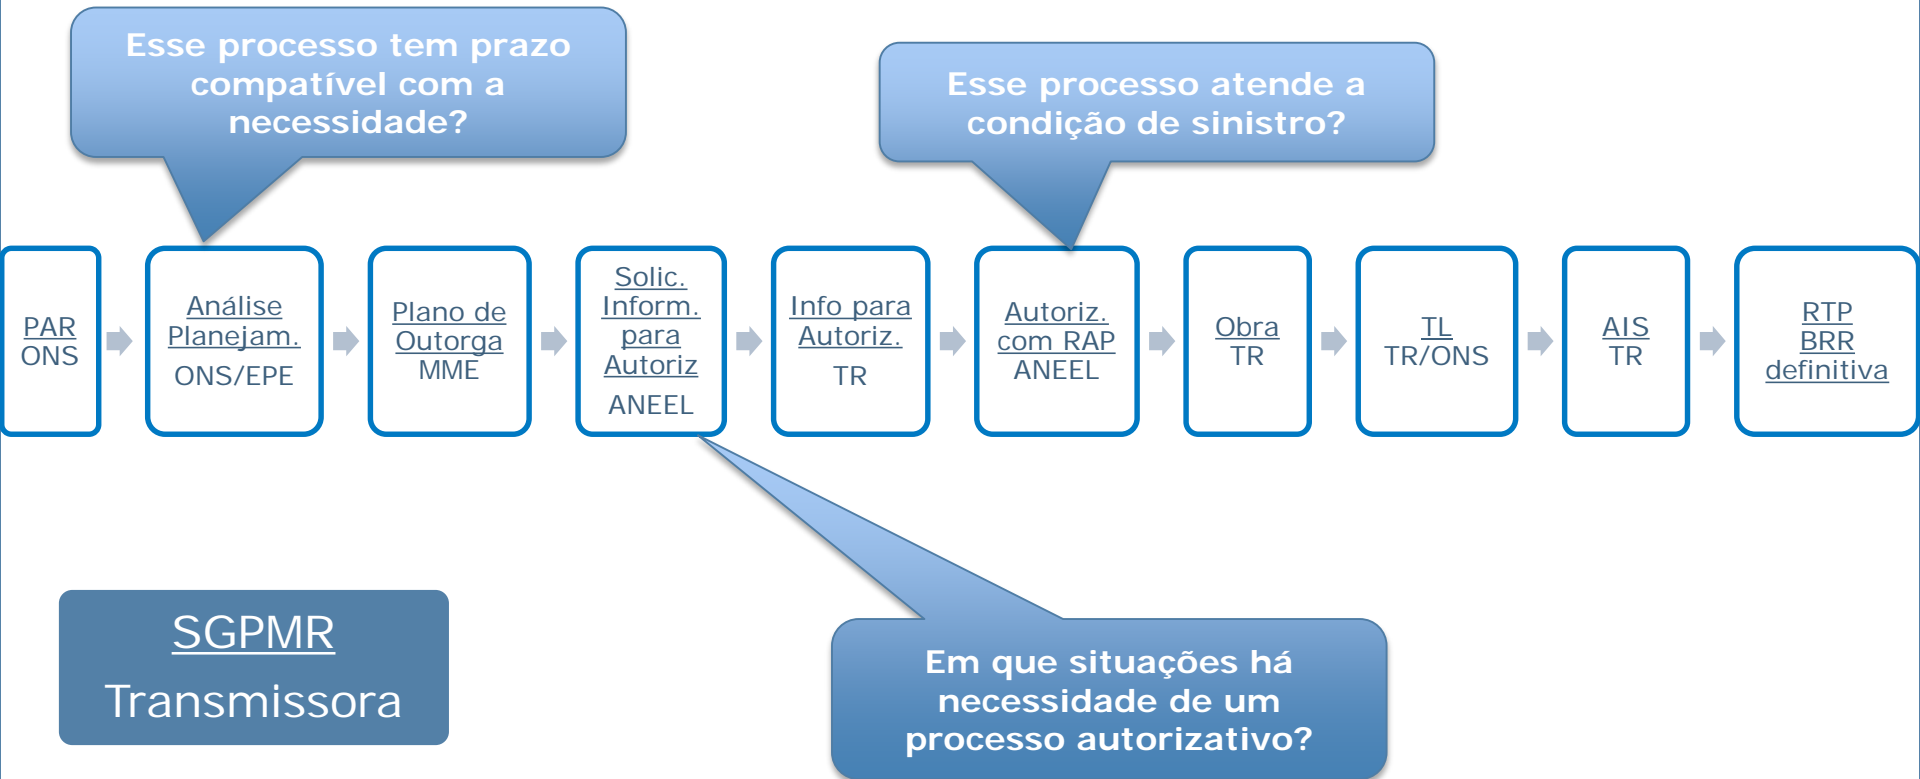 Esse processo tem prazo
compatível com a
necessidade?
Esse processo atende a
condição de sinistro?
PAR
ONS
Análise
Planejam.
ONS/EPE
Plano de
Outorga
MME
Solic.
Inform.
para
Autoriz
ANEEL
Info para
Autoriz.
TR
Autoriz.
com RAP
ANEEL
Obra
TR
TL
TR/ONS
AIS
TR
RTP
BRR
definitiva
SGPMR
Transmissora
Em que situações há
necessidade de um
processo autorizativo?